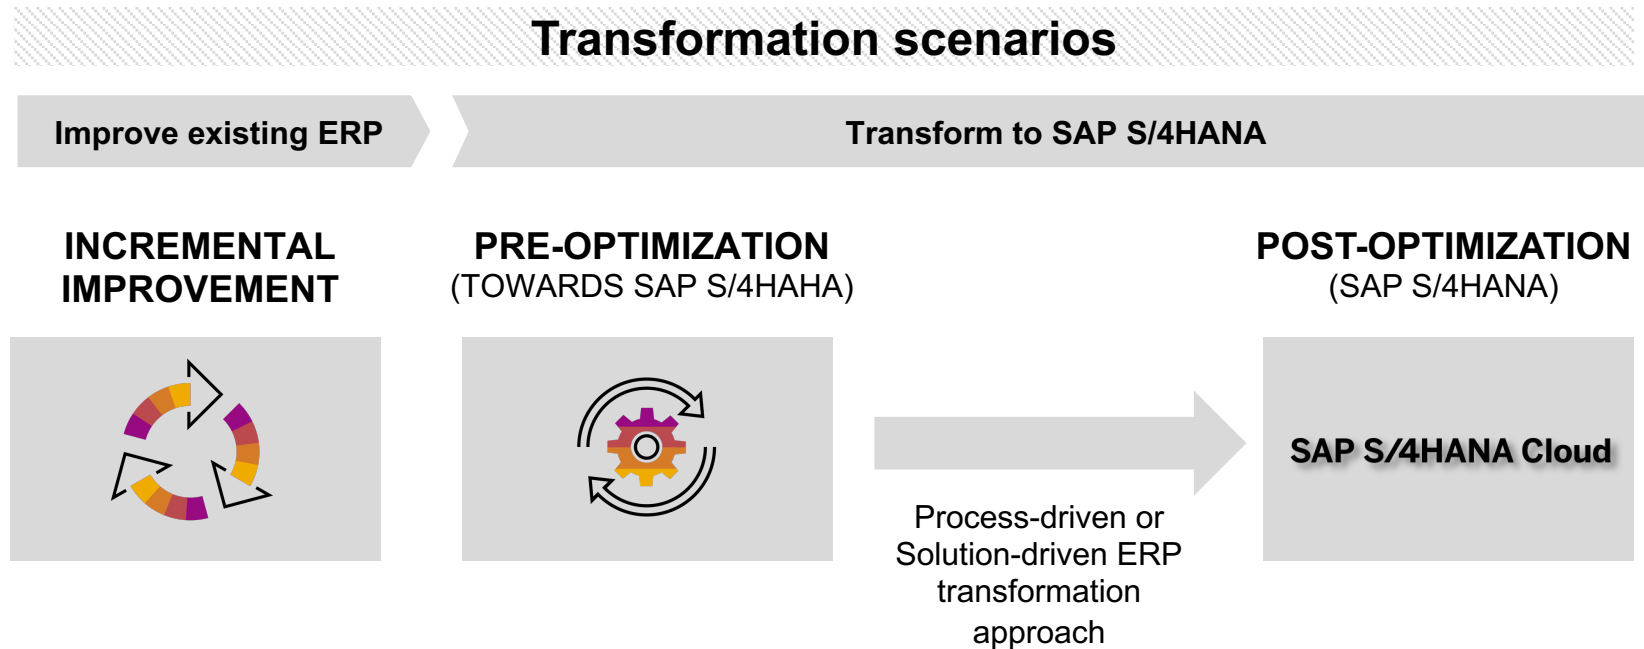 Transformation scenarios
Improve existing ERP
Transform to SAP S/4HANA
INCREMENTAL
IMPROVEMENT
PRE-OPTIMIZATION
(TOWARDS SAP S/4HAHA)
POST-OPTIMIZATION
(SAP S/4HANA)
Process-driven or
Solution-driven ERP
transformation
approach
SAP S/4HANA Cloud